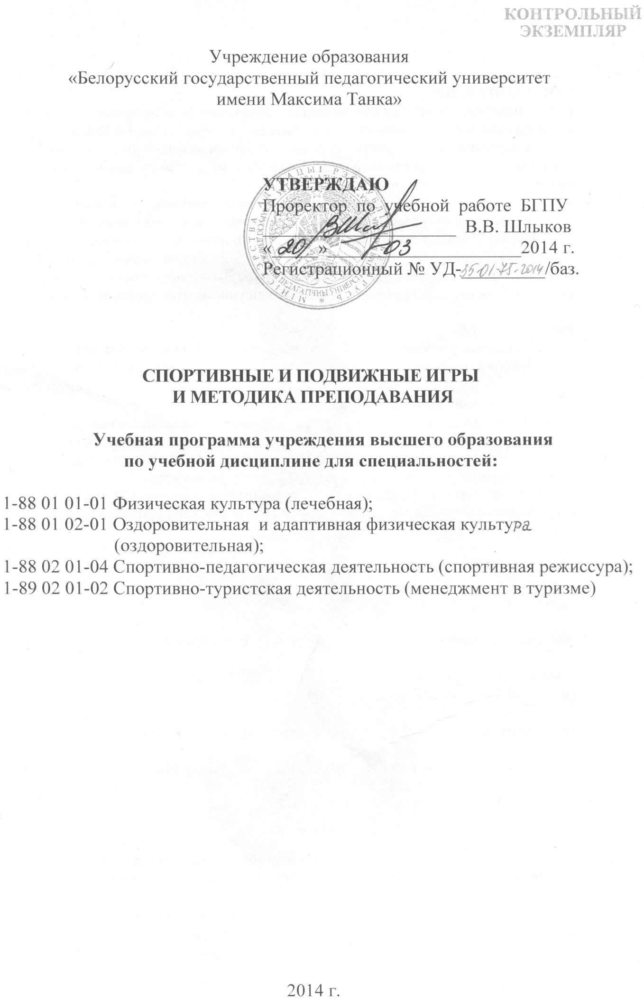 КОНТРОЛЬНЫЙ
ЭКЗЕМПЛЯР
Учреждение образования
«Белорусский государственный педагогический университет
имени Максима Танка»
УТВЕРЖДАЮ
Проректор по учебной работе БГПУ
В.В. Шлыков
«20» 03 2014 г.
Регистрационный № УД-35-01-75-2014/баз.
СПОРТИВНЫЕ И ПОДВИЖНЫЕ ИГРЫ
И МЕТОДИКА ПРЕПОДАВАНИЯ
Учебная программа учреждения высшего образования
по учебной дисциплине для специальностей:
1-88 01 01-01 Физическая культура (лечебная);
1-88 01 02-01 Оздоровительная и адаптивная физическая культура
(оздоровительная);
1-88 02 01-04 Спортивно-педагогическая деятельность (спортивная режиссура);
1-89 02 01-02 Спортивно-туристская деятельность (менеджмент в туризме)
2014 г.